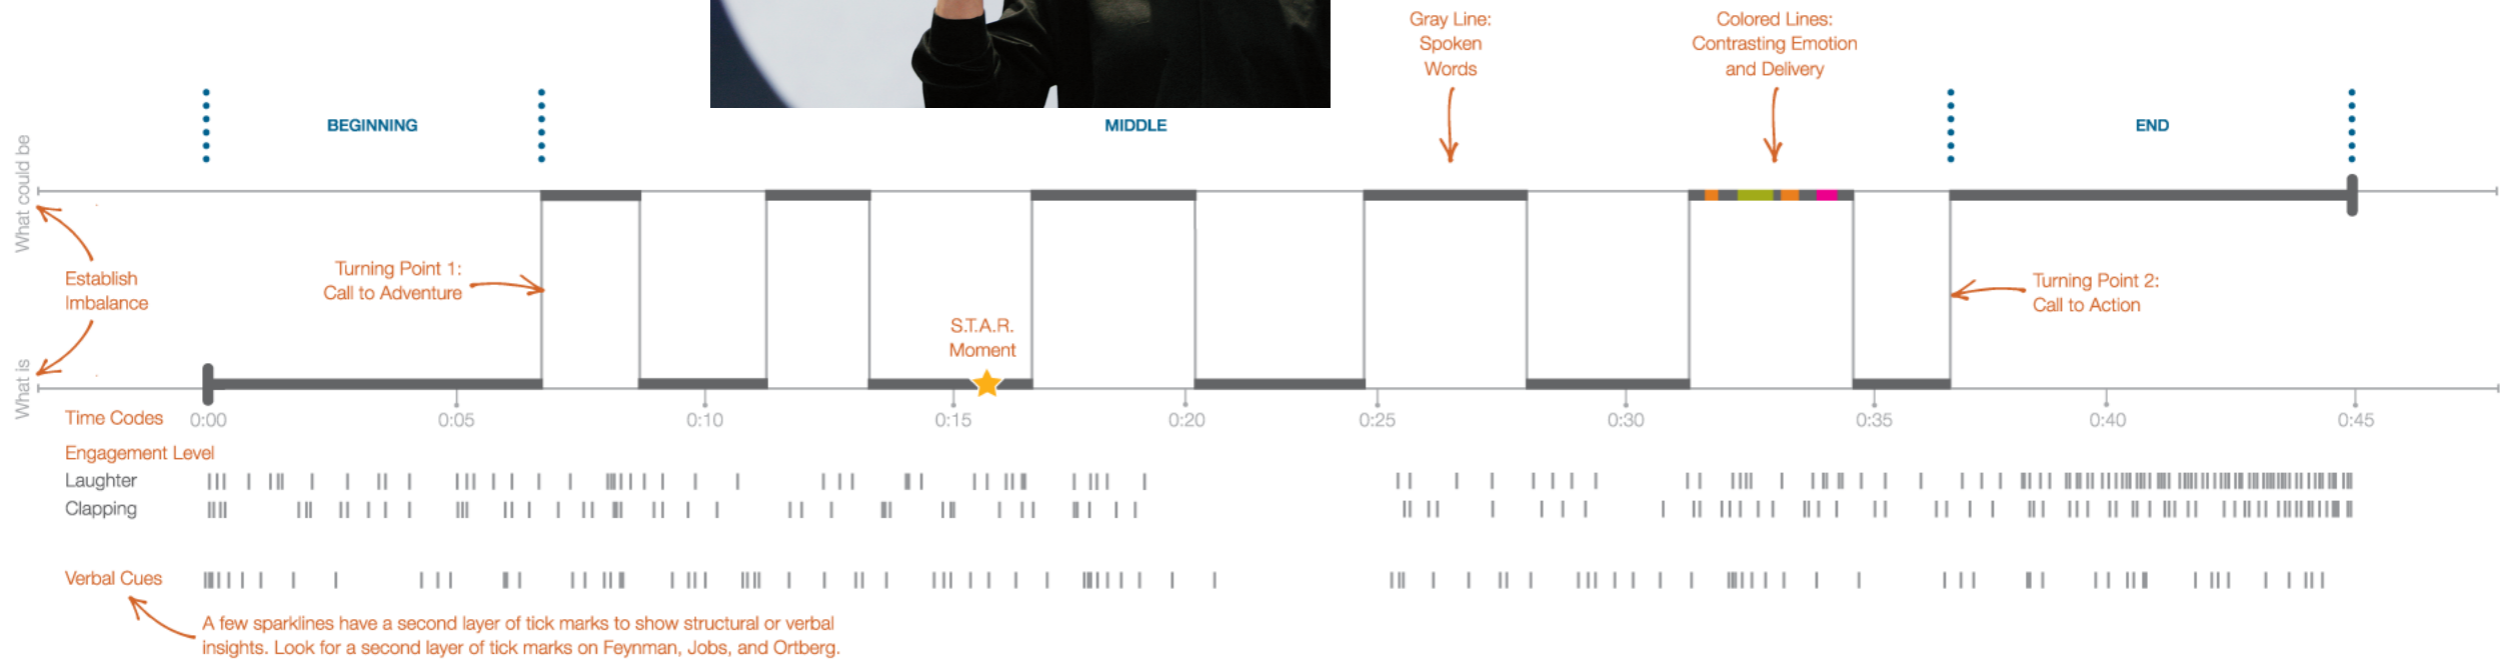 Gray Line:
Spoken
Words
Colored Lines:
Contrasting Emotion
and Delivery
BEGINNING
MIDDLE
END
What could be
Establish
Imbalance
What is
Turning Point 1:
Call to Adventure
S.T.A.R.
Moment
Turning Point 2:
Call to Action
Time Codes
0:00
0:05
0:10
0:15
0:20
0:25
0:30
0:35
0:40
0:45
Engagement Level
Laughter
Clapping
Verbal Cues
A few sparklines have a second layer of tick marks to show structural or verbal
insights. Look for a second layer of tick marks on Feynman, Jobs, and Ortberg.